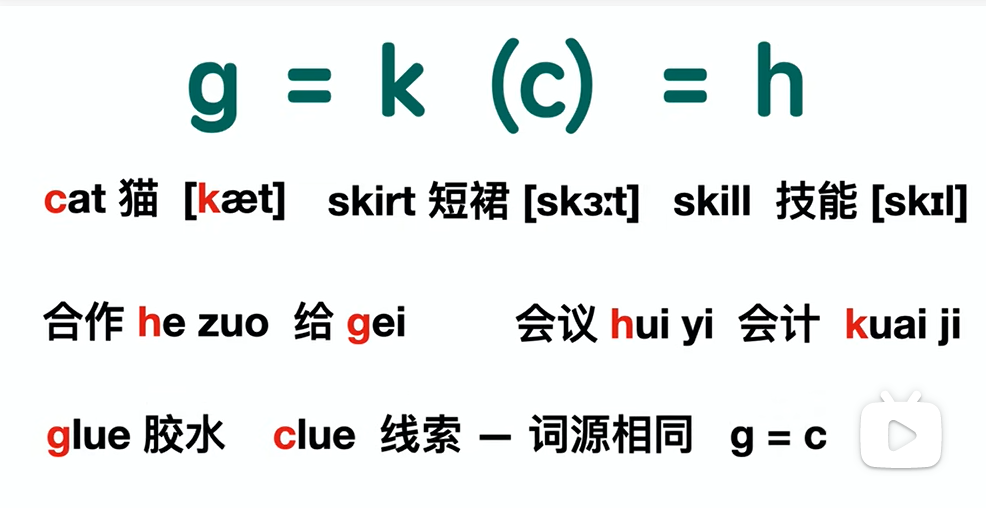 g = k (c) = h
cat 猫 [kæt] skirt 短裙 [skɜːt] skill 技能 [skɪl]
合作 he zuo 给 gei 会议 hui yi 会计 kuai ji
glue 胶水 clue 线索 — 词源相同 g = c